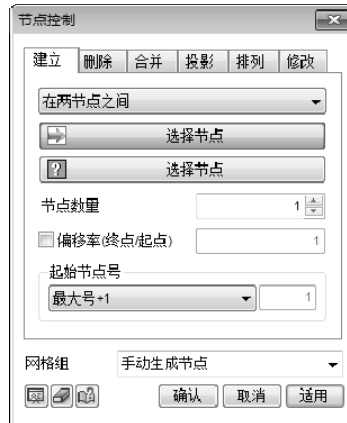 节点控制
建立 删除 合并 投影 排列 修改
在两节点之间
选择节点
选择节点
节点数量 1
偏移率(终点/起点) 1
起始节点号
最大号+1 1
网格组 手动生成节点
确认 取消 适用